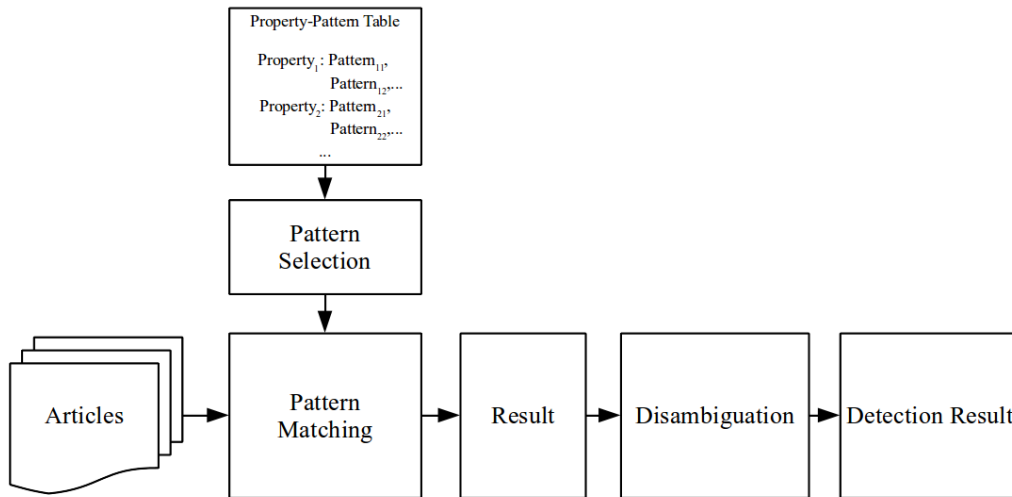 Property-Pattern Table
Property₁: Pattern₁₁,
Pattern₁₂,...
Property₂: Pattern₂₁,
Pattern₂₂,...
...
Pattern
Selection
Articles
Pattern
Matching
Result
Disambiguation
Detection Result